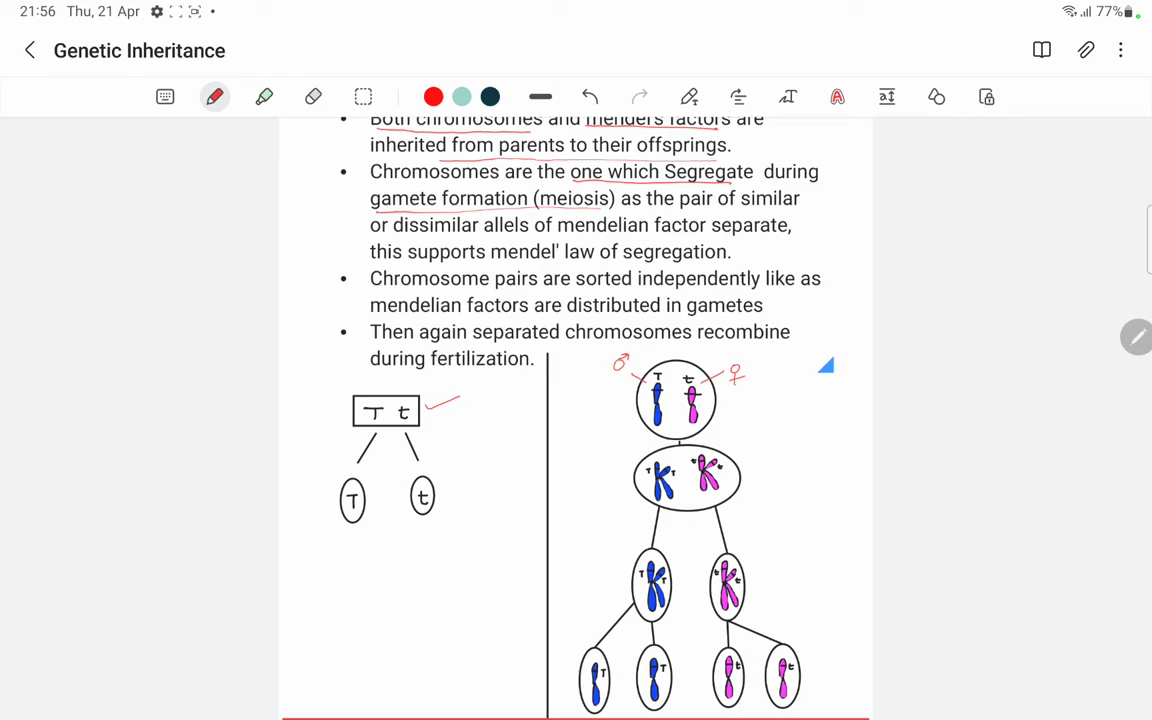 21:56 Thu, 21 Apr 77%
Genetic Inheritance
• Both chromosomes and mender's factors are
inherited from parents to their offsprings.
• Chromosomes are the one which Segregate during
gamete formation (meiosis) as the pair of similar
or dissimilar allels of mendelian factor separate,
this supports mendel' law of segregation.
• Chromosome pairs are sorted independently like as
mendelian factors are distributed in gametes
• Then again separated chromosomes recombine
during fertilization.
♂ T t ♀
T t
T T t t
T t
T T t t
T T t t